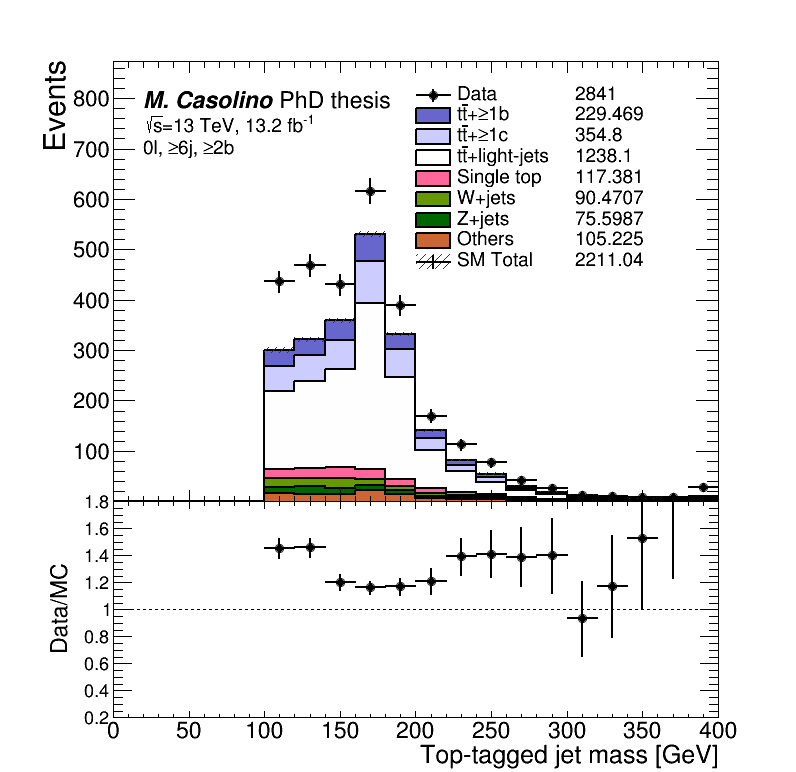 Events
800
700
600
500
400
300
200
100
M. Casolino PhD thesis
√s=13 TeV, 13.2 fb⁻¹
0l, ≥6j, ≥2b
Data 2841
tt̄+≥1b 229.469
tt̄+≥1c 354.8
tt̄+light-jets 1238.1
Single top 117.381
W+jets 90.4707
Z+jets 75.5987
Others 105.225
SM Total 2211.04
Data/MC
1.8
1.6
1.4
1.2
1
0.8
0.6
0.4
0.2
0 50 100 150 200 250 300 350 400
Top-tagged jet mass [GeV]